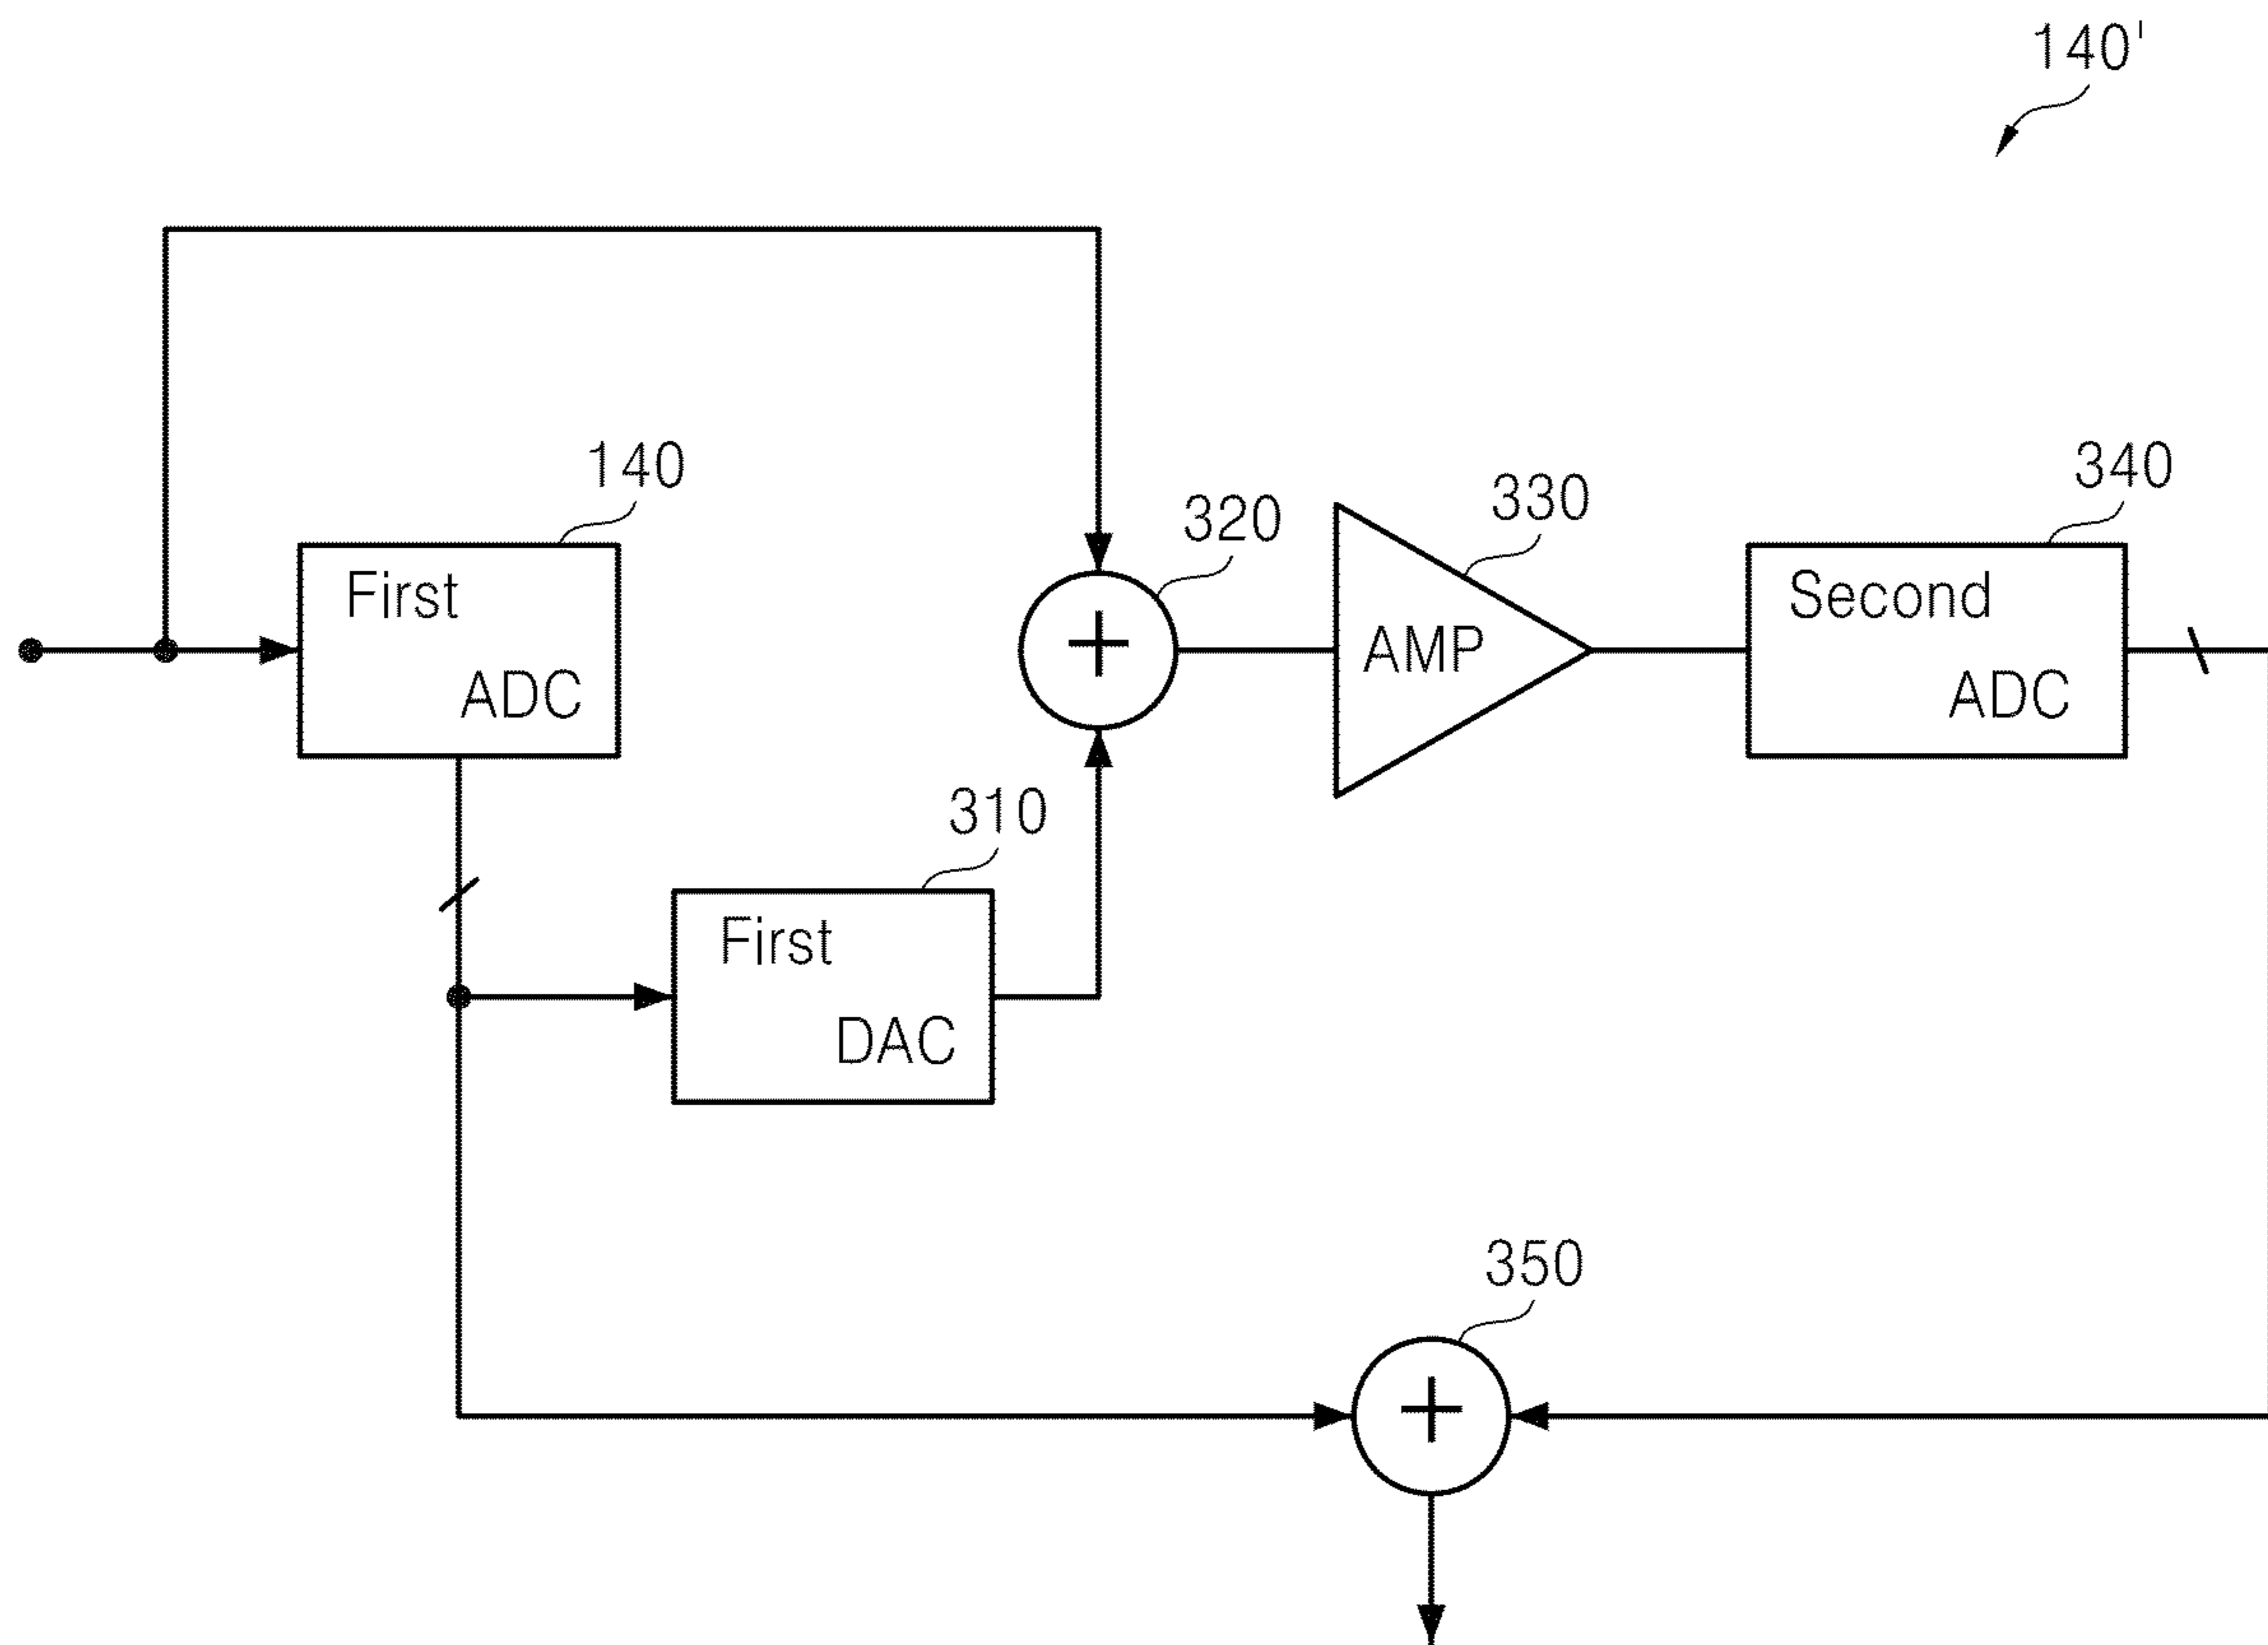 140'
140
First
ADC
320
+
330
AMP
340
Second
ADC
310
First
DAC
350
+